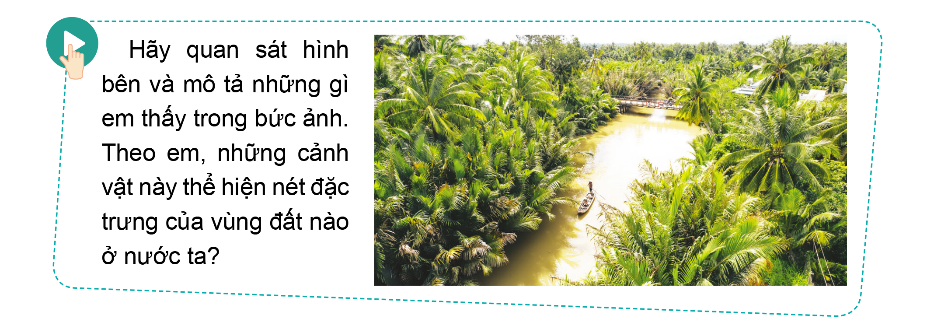 Hãy quan sát hình
bên và mô tả những gì
em thấy trong bức ảnh.
Theo em, những cảnh
vật này thể hiện nét đặc
trưng của vùng đất nào
ở nước ta?